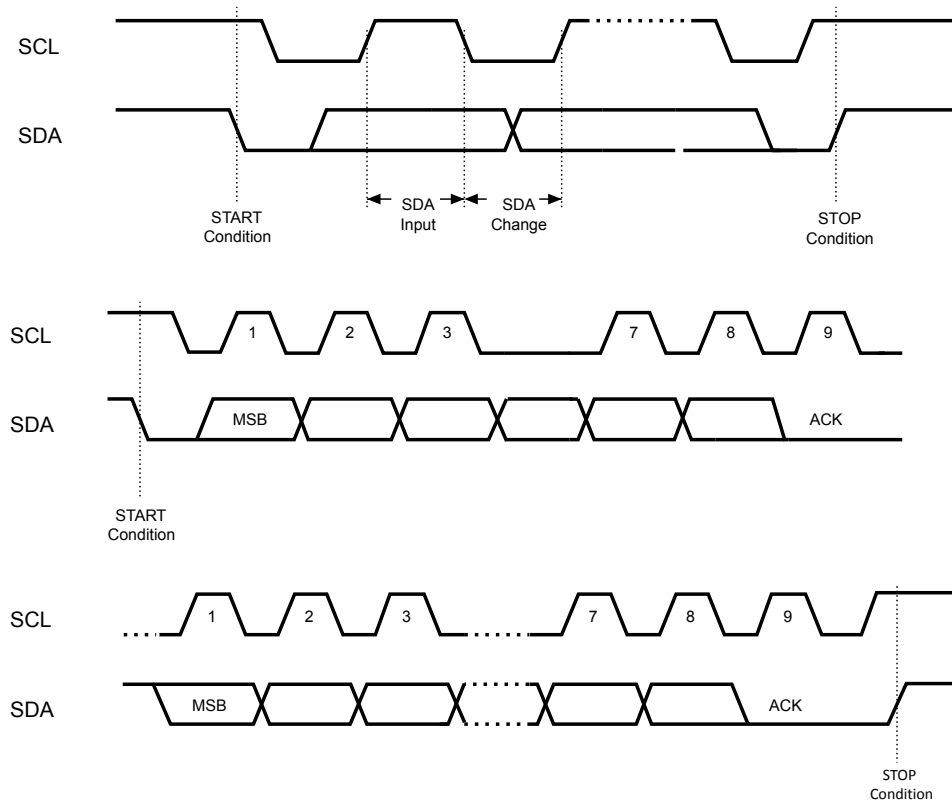 SCL
SDA
START
Condition
SDA
Input
SDA
Change
STOP
Condition
SCL
1 2 3 7 8 9
SDA
MSB ACK
START
Condition
SCL
1 2 3 7 8 9
SDA
MSB ACK
STOP
Condition